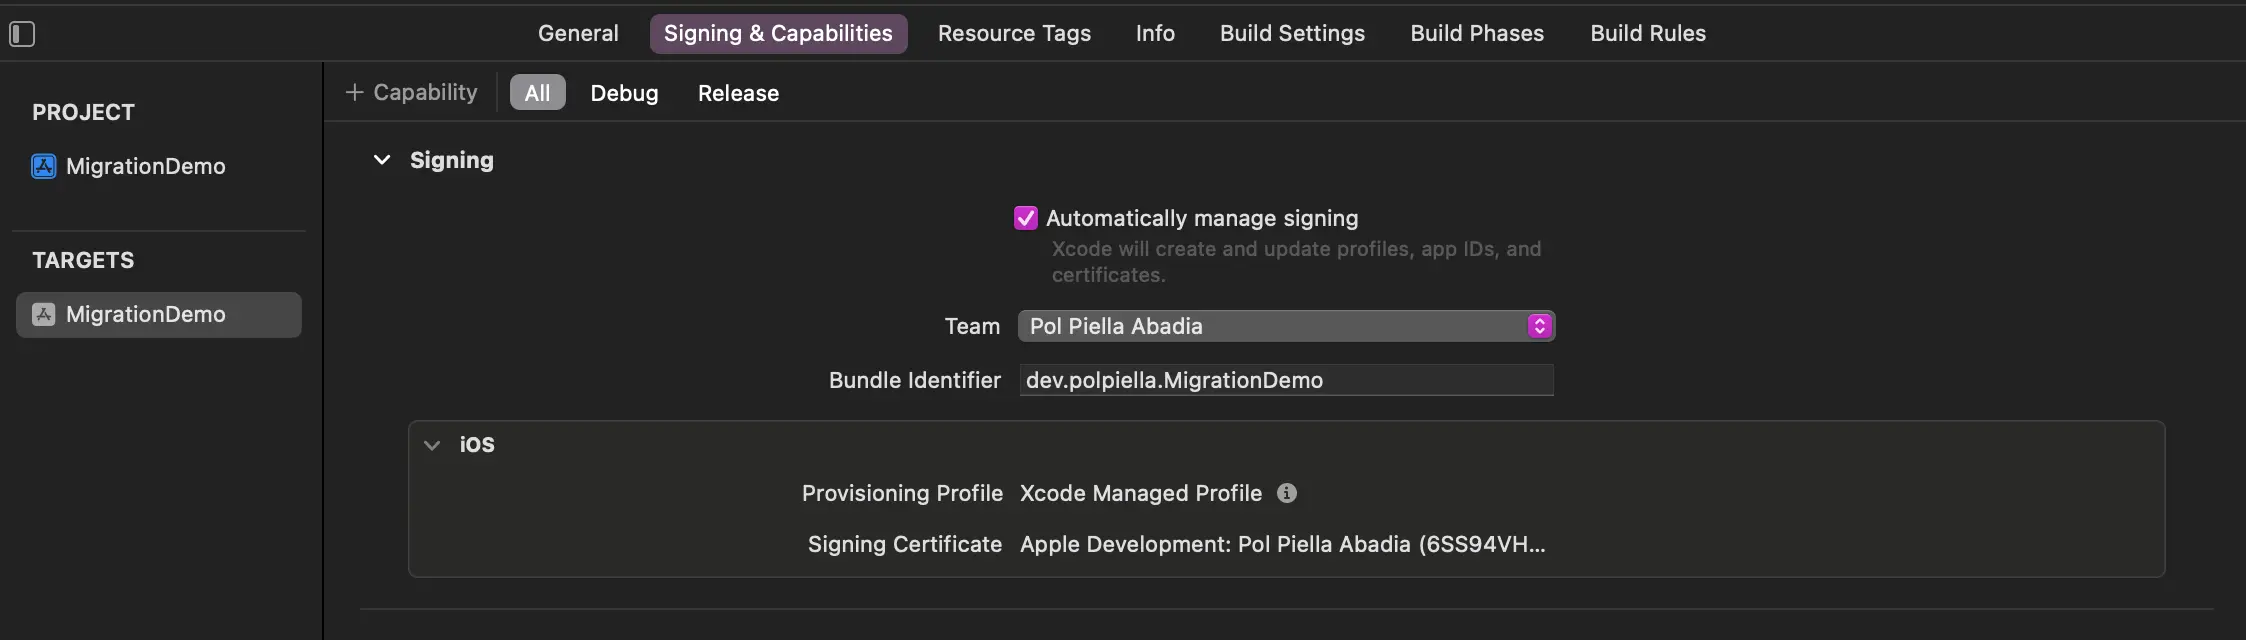 General Signing & Capabilities Resource Tags Info Build Settings Build Phases Build Rules
PROJECT
MigrationDemo
TARGETS
MigrationDemo
+ Capability All Debug Release
Signing
Automatically manage signing
Xcode will create and update profiles, app IDs, and
certificates.
Team Pol Piella Abadia
Bundle Identifier dev.polpiella.MigrationDemo
iOS
Provisioning Profile Xcode Managed Profile
Signing Certificate Apple Development: Pol Piella Abadia (6SS94VH...